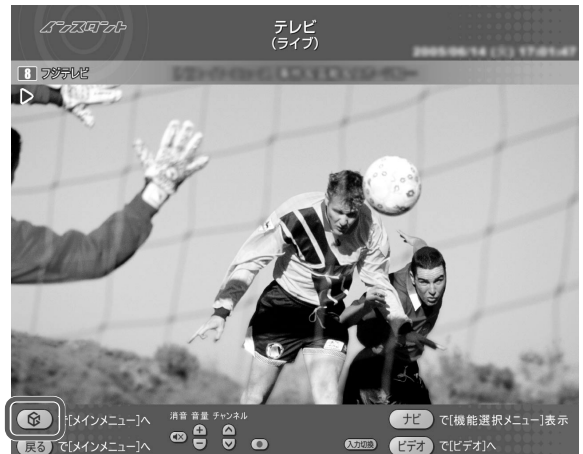 インスタント
テレビ
(ライブ)
2005/06/14 (火) 17:01:47
8 フジテレビ
で[メインメニュー]へ
消音 音量 チャンネル
ナビ で[機能選択メニュー]表示
戻る で[メインメニュー]へ
入力切換 ビデオ で[ビデオ]へ